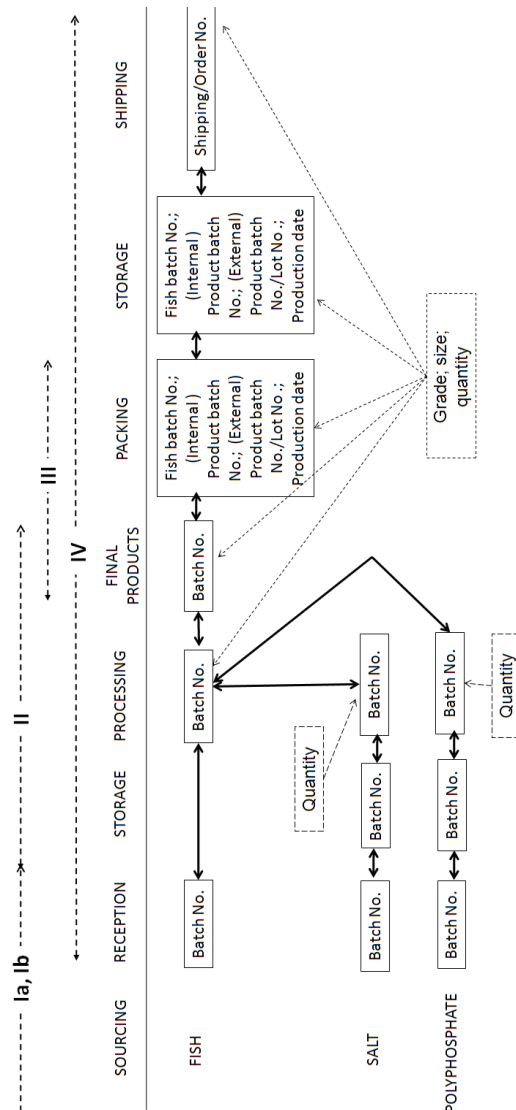 Ia, Ib
II
III
IV
SOURCING
RECEPTION
STORAGE
PROCESSING
FINAL
PRODUCTS
PACKING
STORAGE
SHIPPING
FISH
Batch No.
Batch No.
Batch No.
Fish batch No.;
(Internal)
Product batch
No.; (External)
Product batch
No./Lot No.;
Production date
Fish batch No.;
(Internal)
Product batch
No.; (External)
Product batch
No./Lot No.;
Production date
Shipping/Order No.
Quantity
SALT
Batch No.
Batch No.
Batch No.
Grade; size;
quantity
POLYPHOSPHATE
Batch No.
Batch No.
Batch No.
Quantity